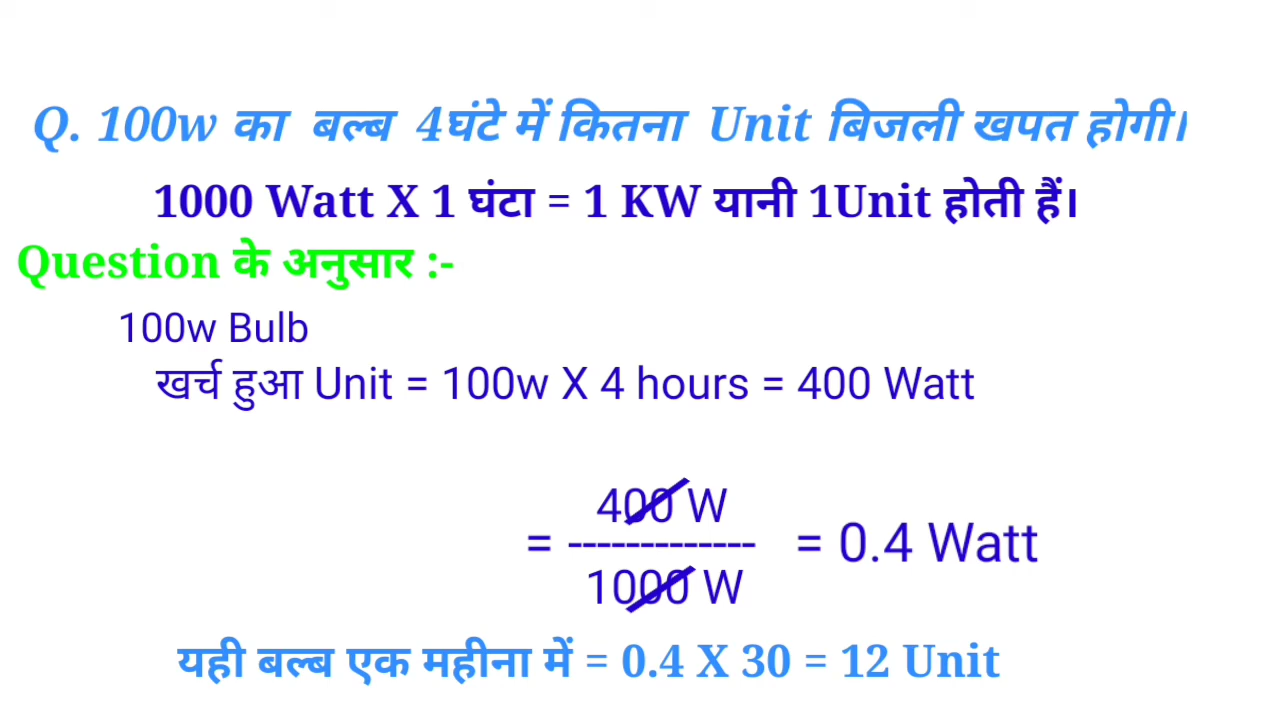 Q. 100w का बल्ब 4घंटे में कितना Unit बिजली खपत होगी।
1000 Watt X 1 घंटा = 1 KW यानी 1Unit होती हैं।
Question के अनुसार :-
100w Bulb
खर्च हुआ Unit = 100w X 4 hours = 400 Watt
400 W
= ------------- = 0.4 Watt
1000 W
यही बल्ब एक महीना में = 0.4 X 30 = 12 Unit